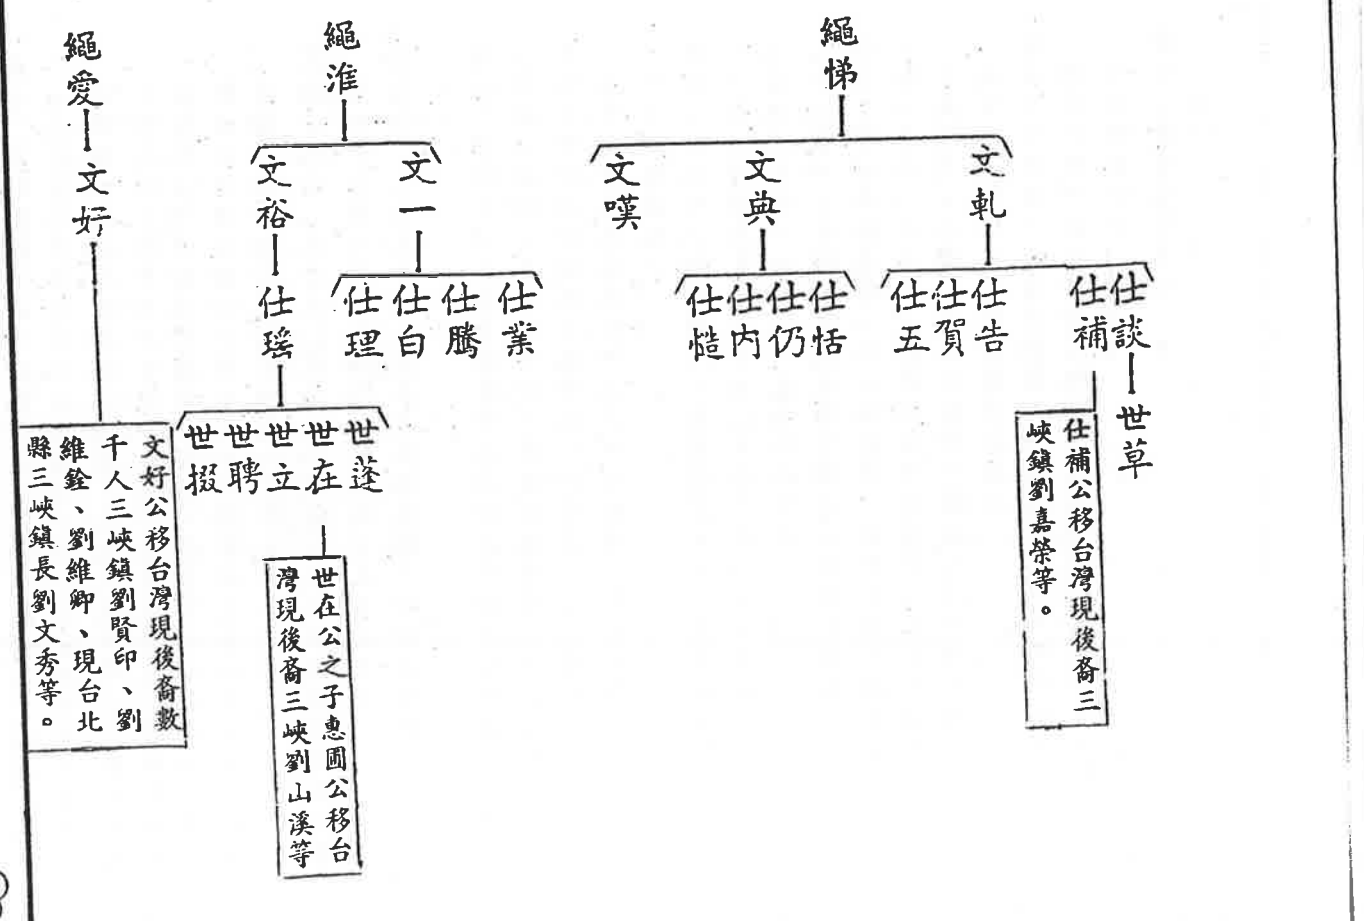 繩悌
文軋
文典
文嘆
仕談
仕補
仕告
仕賀
仕五
仕恬
仕仍
仕內
仕慥
世草
仕補公移台灣現後裔三
峽鎮劉嘉榮等。
繩淮
文一
文裕
仕業
仕騰
仕白
仕理
仕瑤
世蓬
世在
世立
世聘
世掇
世在公之子惠圃公移台
灣現後裔三峽劉山溪等
繩愛
文好
文好公移台灣現後裔數
千人三峽鎮劉賢印、劉
維銓、劉維卿、現台北
縣三峽鎮長劉文秀等。